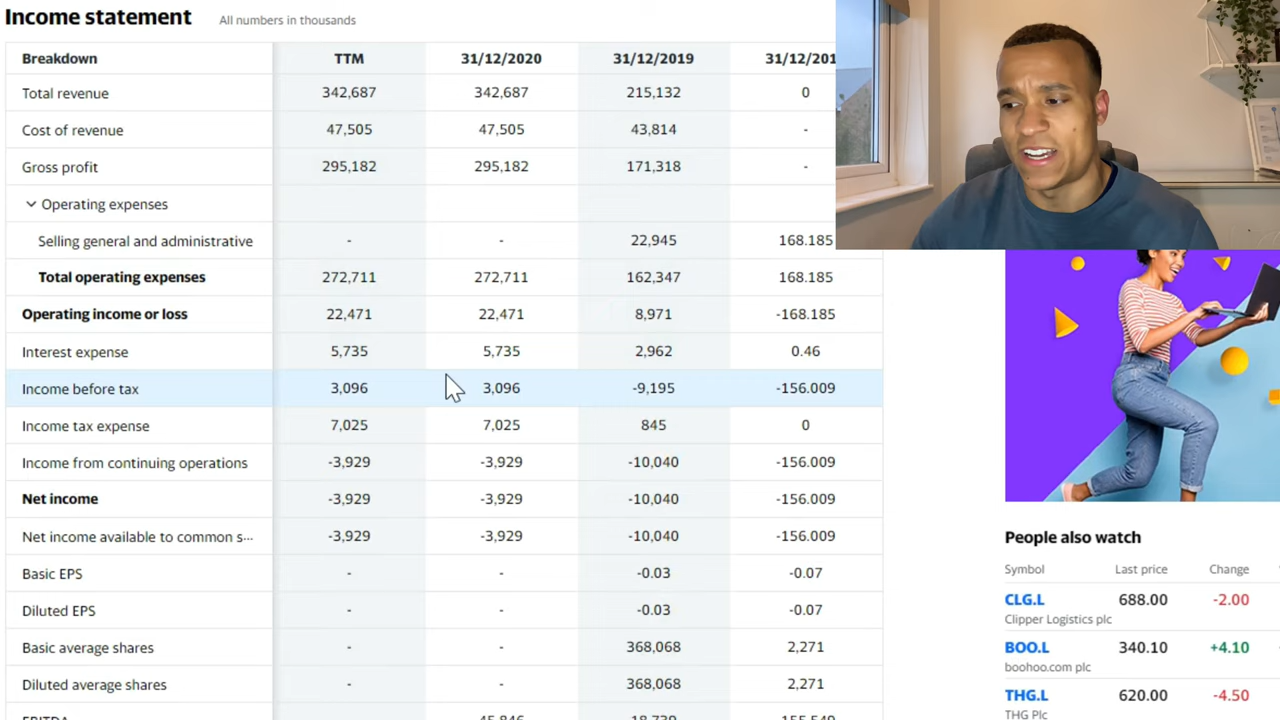 Income statement All numbers in thousands
Breakdown TTM 31/12/2020 31/12/2019 31/12/201
Total revenue 342,687 342,687 215,132 0
Cost of revenue 47,505 47,505 43,814 -
Gross profit 295,182 295,182 171,318 -
Operating expenses
Selling general and administrative - - 22,945 168.185
Total operating expenses 272,711 272,711 162,347 168.185
Operating income or loss 22,471 22,471 8,971 -168.185
Interest expense 5,735 5,735 2,962 0.46
Income before tax 3,096 3,096 -9,195 -156.009
Income tax expense 7,025 7,025 845 0
Income from continuing operations -3,929 -3,929 -10,040 -156.009
Net income -3,929 -3,929 -10,040 -156.009
Net income available to common s... -3,929 -3,929 -10,040 -156.009
Basic EPS - - -0.03 -0.07
Diluted EPS - - -0.03 -0.07
Basic average shares - - 368,068 2,271
Diluted average shares - - 368,068 2,271
EBITDA 45,846 18,739 -155.549
People also watch
Symbol Last price Change
CLG.L 688.00 -2.00
Clipper Logistics plc
BOO.L 340.10 +4.10
boohoo.com plc
THG.L 620.00 -4.50
THG Plc